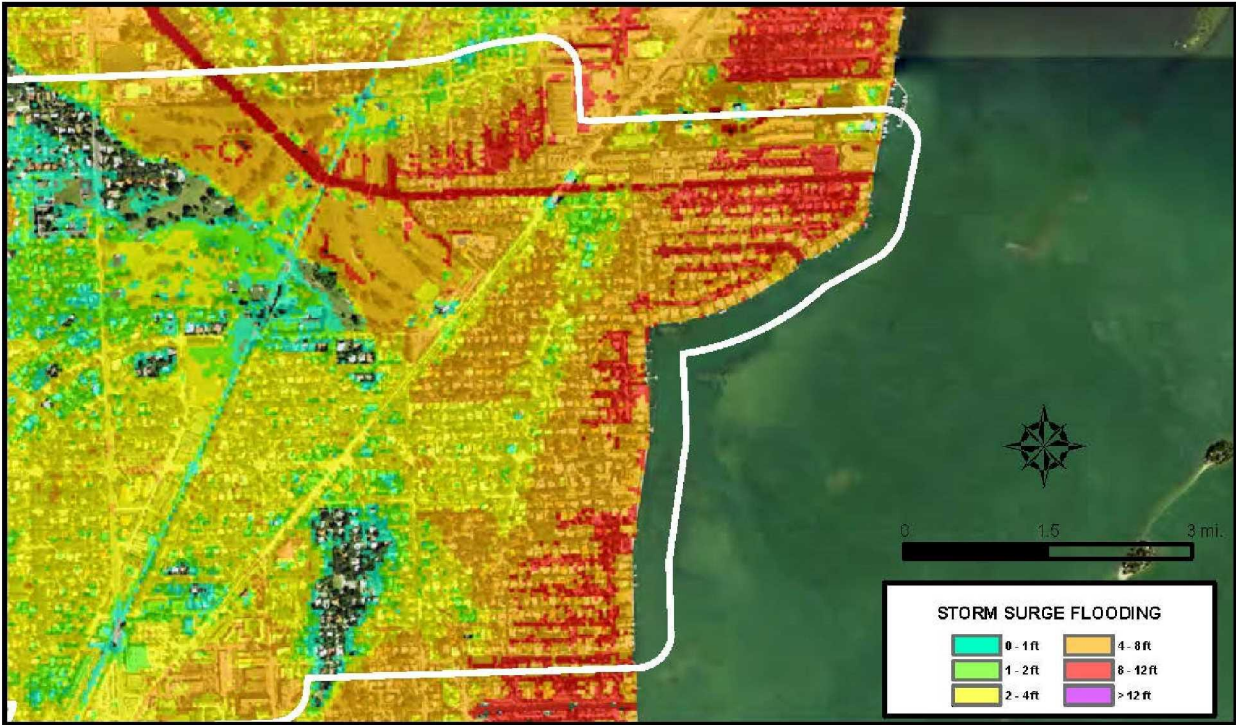 0 1.5 3 mi.
STORM SURGE FLOODING
0 - 1 ft 4 - 8 ft
1 - 2 ft 8 - 12 ft
2 - 4 ft > 12 ft